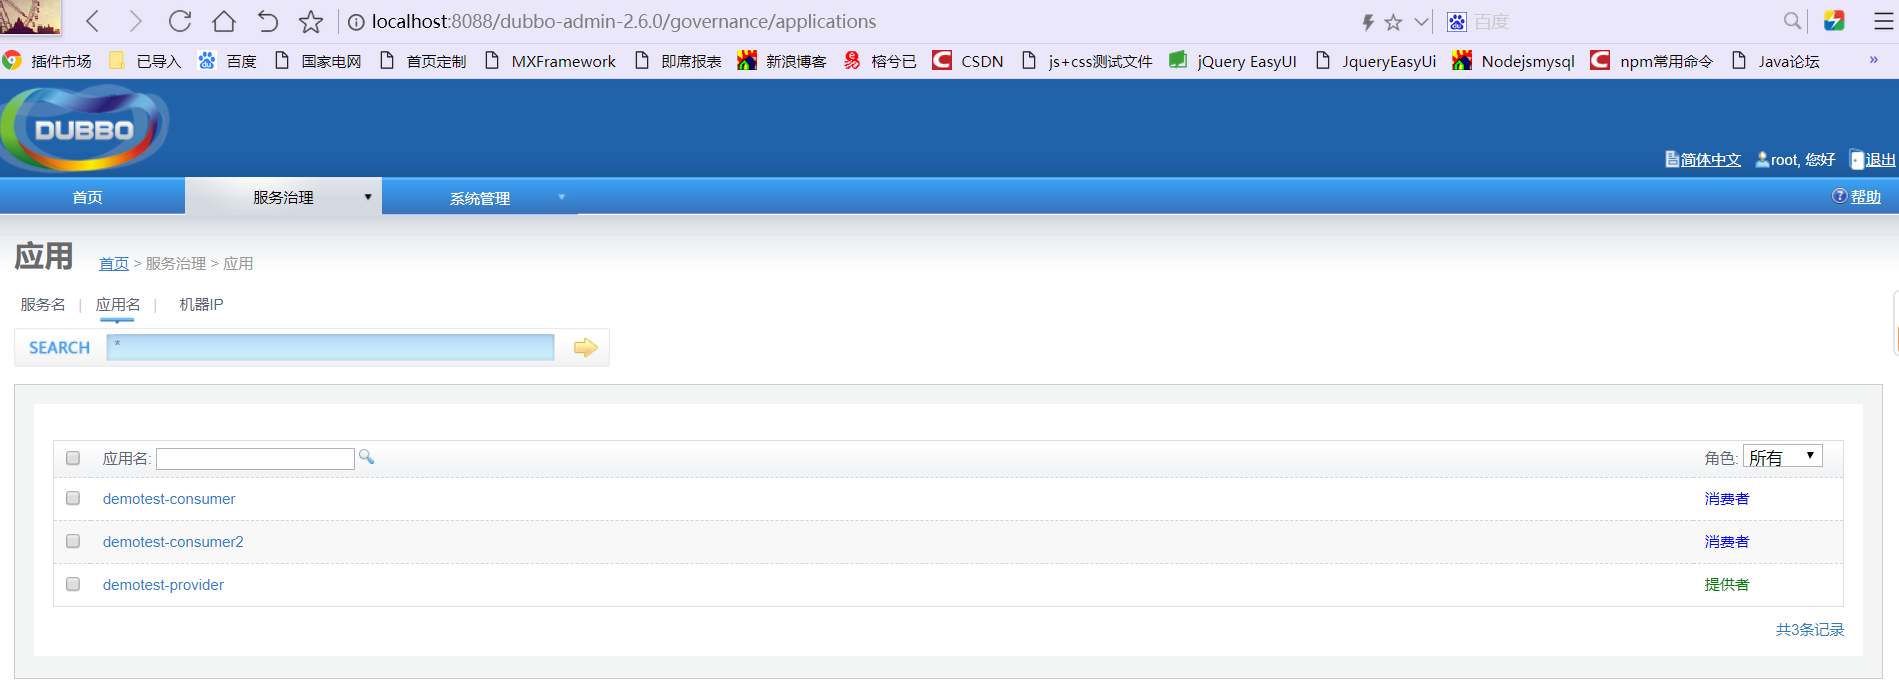 localhost:8088/dubbo-admin-2.6.0/governance/applications 百度
插件市场 已导入 百度 国家电网 首页定制 MXFramework 即席报表 新浪博客 榕兮已 CSDN js+css测试文件 jQuery EasyUI JqueryEasyUi Nodejsmysql npm常用命令 Java论坛 »
DUBBO
简体中文 root, 您好 退出
首页 服务治理 系统管理 帮助
应用 首页 > 服务治理 > 应用
服务名 | 应用名 | 机器IP
SEARCH *
应用名: 角色: 所有
demotest-consumer 消费者
demotest-consumer2 消费者
demotest-provider 提供者
共3条记录